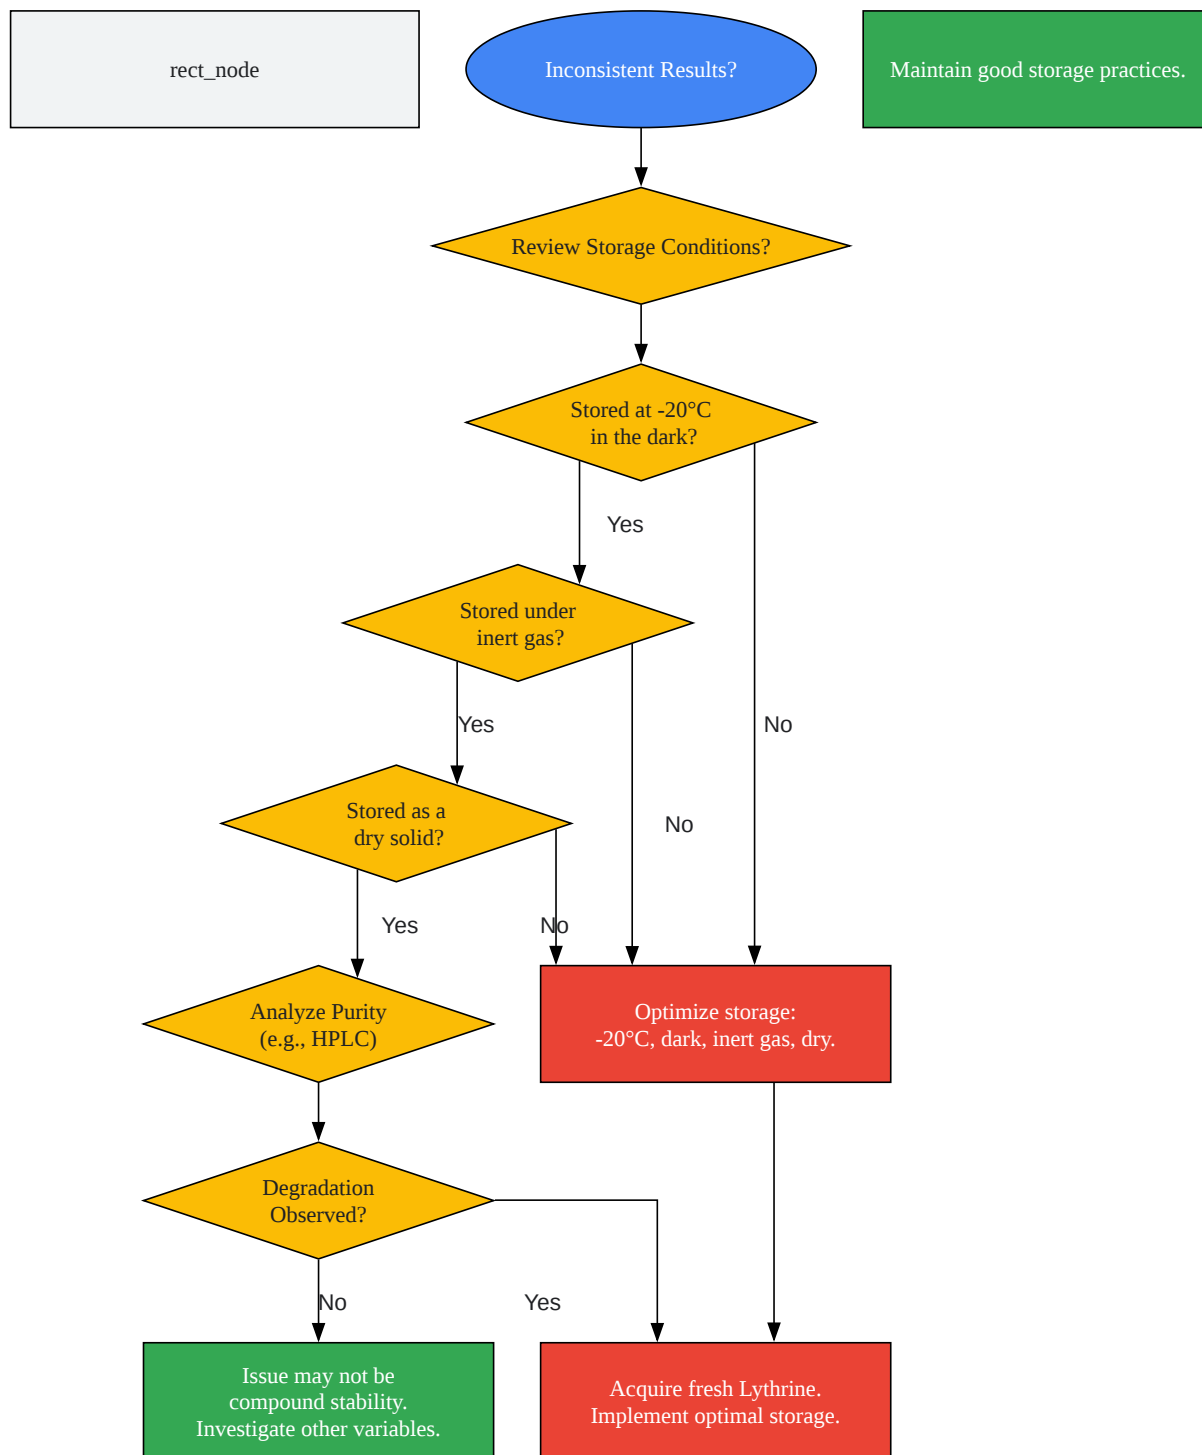 rect_node
Inconsistent Results?
Maintain good storage practices.
Review Storage Conditions?
Stored at -20°C
in the dark?
Yes
Stored under
inert gas?
Yes
No
Stored as a
dry solid?
No
Yes
No
Analyze Purity
(e.g., HPLC)
Optimize storage:
-20°C, dark, inert gas, dry.
Degradation
Observed?
No
Yes
Issue may not be
compound stability.
Investigate other variables.
Acquire fresh Lythrine.
Implement optimal storage.